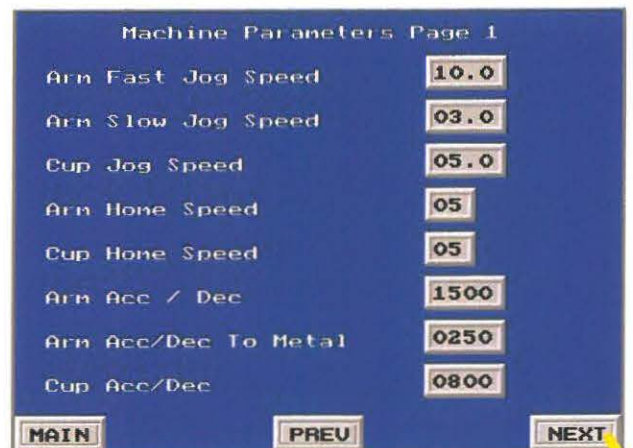 Machine Parameters Page 1
Arm Fast Jog Speed 10.0
Arm Slow Jog Speed 03.0
Cup Jog Speed 05.0
Arm Home Speed 05
Cup Home Speed 05
Arm Acc / Dec 1500
Arm Acc/Dec To Metal 0250
Cup Acc/Dec 0800
MAIN PREV NEXT